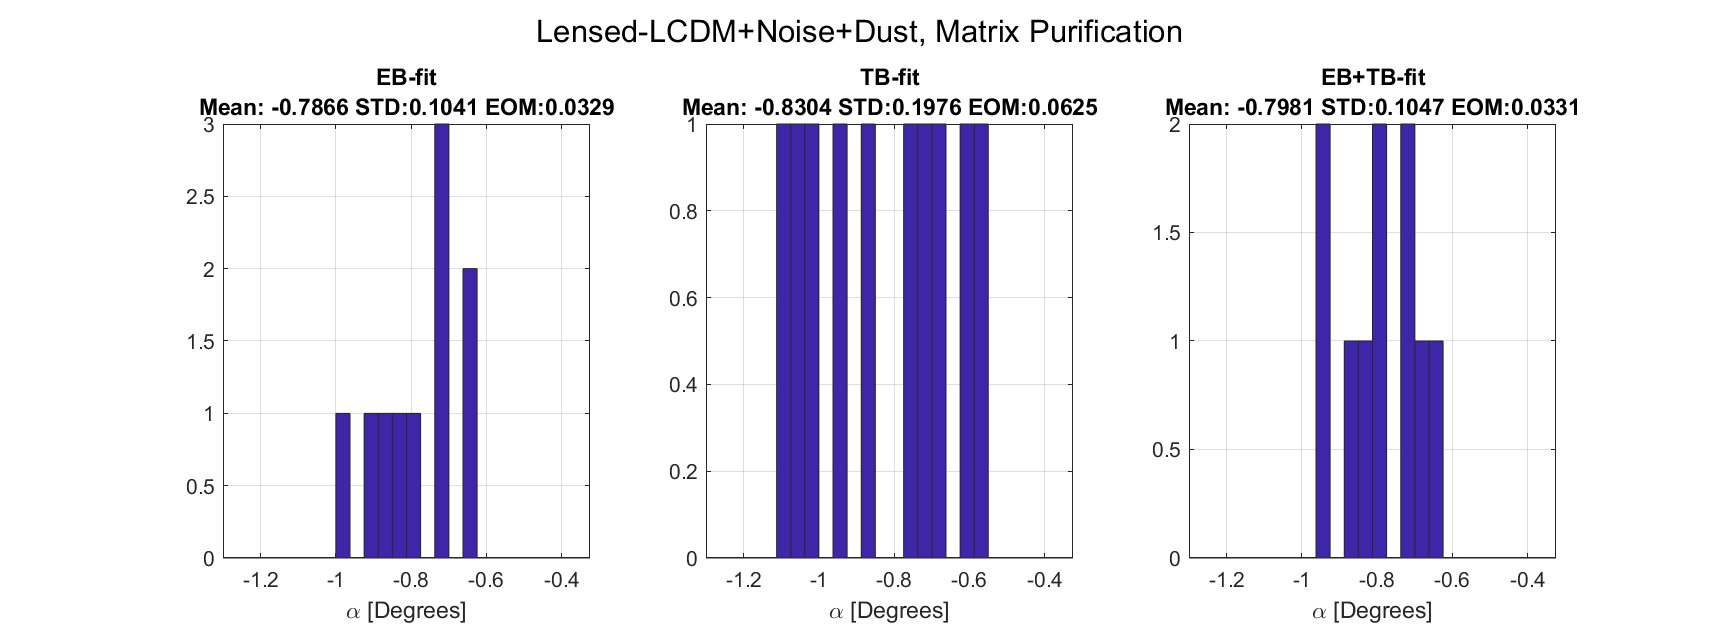 Lensed-LCDM+Noise+Dust, Matrix Purification
EB-fit
Mean: -0.7866 STD:0.1041 EOM:0.0329
3
2.5
2
1.5
1
0.5
0
-1.2 -1 -0.8 -0.6 -0.4
α [Degrees]
TB-fit
Mean: -0.8304 STD:0.1976 EOM:0.0625
1
0.8
0.6
0.4
0.2
0
-1.2 -1 -0.8 -0.6 -0.4
α [Degrees]
EB+TB-fit
Mean: -0.7981 STD:0.1047 EOM:0.0331
2
1.5
1
0.5
0
-1.2 -1 -0.8 -0.6 -0.4
α [Degrees]